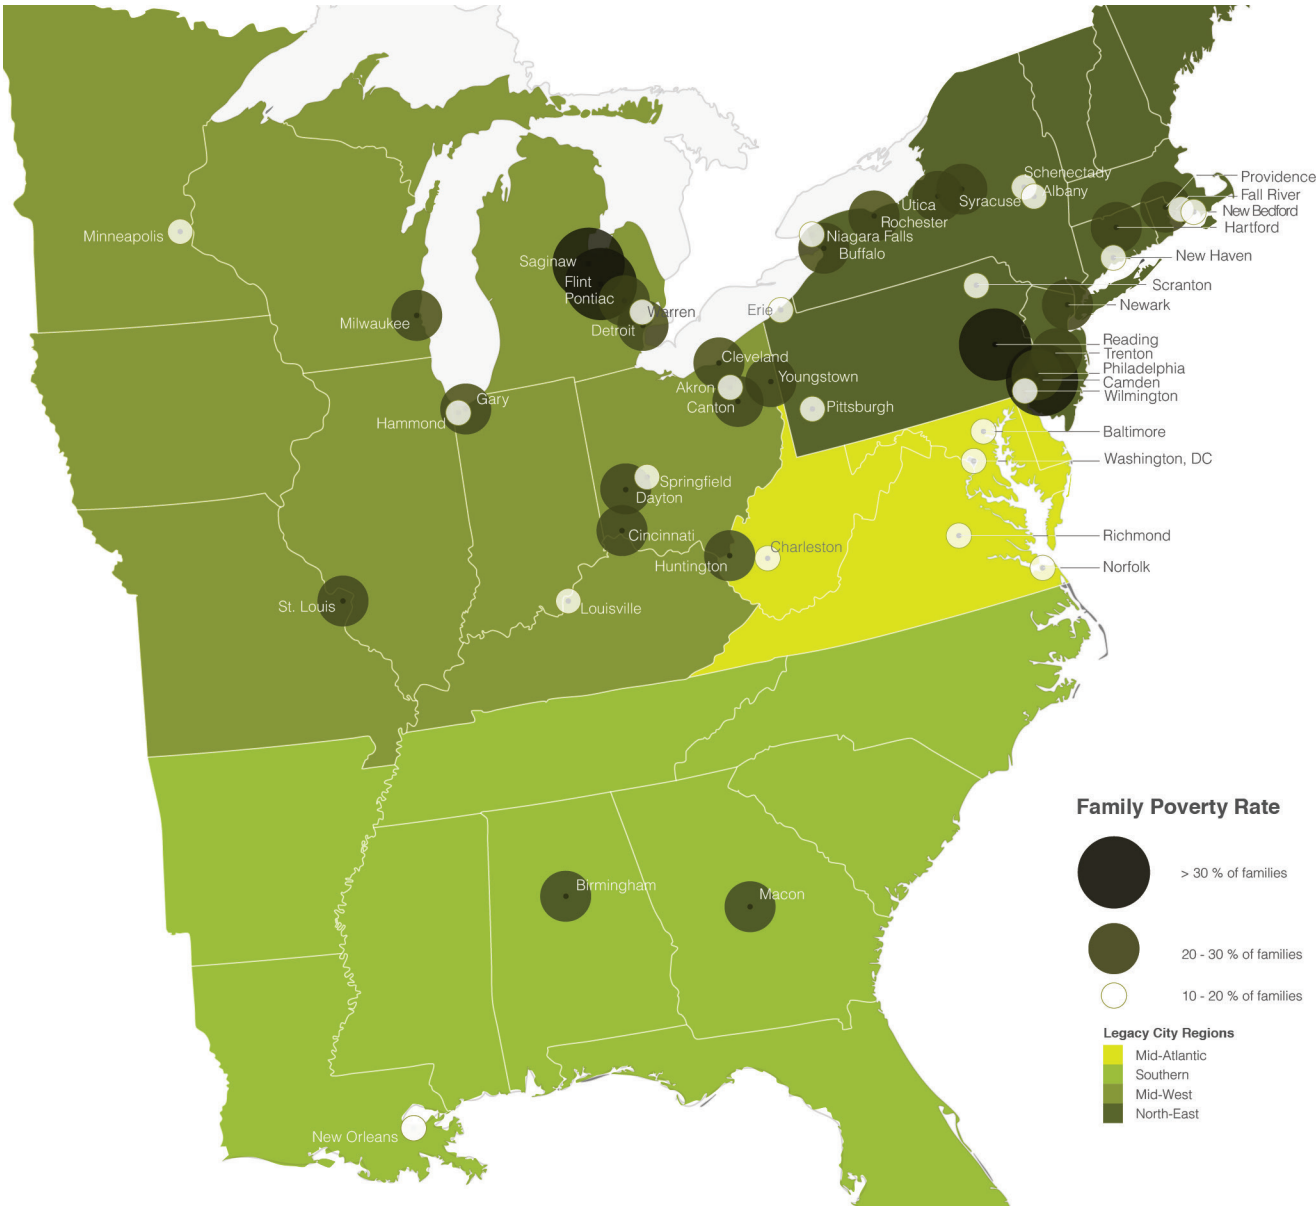 Schenectady
Albany
Utica
Syracuse
Rochester
Niagara Falls
Buffalo
Providence
Fall River
New Bedford
Hartford
New Haven
Scranton
Newark
Minneapolis
Saginaw
Flint
Pontiac
Warren
Detroit
Milwaukee
Erie
Cleveland
Youngstown
Akron
Canton
Pittsburgh
Gary
Hammond
Reading
Trenton
Philadelphia
Camden
Wilmington
Baltimore
Washington, DC
Springfield
Dayton
Cincinnati
Charleston
Huntington
Richmond
Norfolk
St. Louis
Louisville
Birmingham
Macon
New Orleans
Family Poverty Rate
> 30 % of families
20 - 30 % of families
10 - 20 % of families
Legacy City Regions
Mid-Atlantic
Southern
Mid-West
North-East